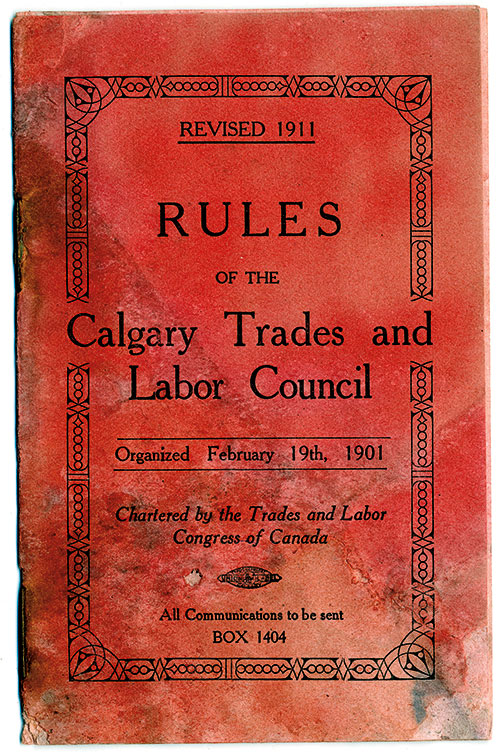 REVISED 1911
RULES
OF THE
Calgary Trades and
Labor Council
Organized February 19th, 1901
Chartered by the Trades and Labor
Congress of Canada
All Communications to be sent
BOX 1404